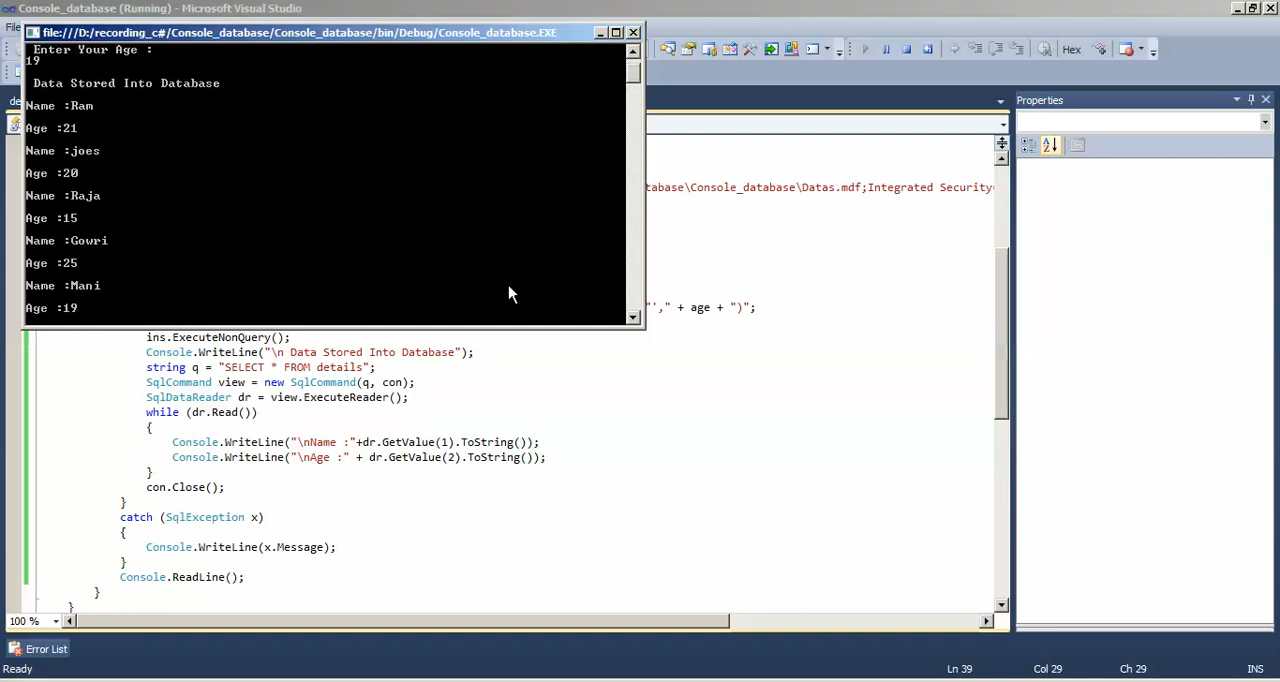 Console_database (Running) - Microsoft Visual Studio
file:///D:/recording_c#/Console_database/Console_database/bin/Debug/Console_database.EXE
Hex
Enter Your Age :
19
Data Stored Into Database
Name :Ram
Age :21
Name :joes
Age :20
Name :Raja
Age :15
Name :Gowri
Age :25
Name :Mani
Age :19
Properties
tabase\Console_database\Datas.mdf;Integrated Security=
"'," + age + ")";
ins.ExecuteNonQuery();
Console.WriteLine("\n Data Stored Into Database");
string q = "SELECT * FROM details";
SqlCommand view = new SqlCommand(q, con);
SqlDataReader dr = view.ExecuteReader();
while (dr.Read())
{
Console.WriteLine("\nName :"+dr.GetValue(1).ToString());
Console.WriteLine("\nAge :" + dr.GetValue(2).ToString());
}
con.Close();
}
catch (SqlException x)
{
Console.WriteLine(x.Message);
}
Console.ReadLine();
}
}
100 %
Error List
Ready
Ln 39
Col 29
Ch 29
INS